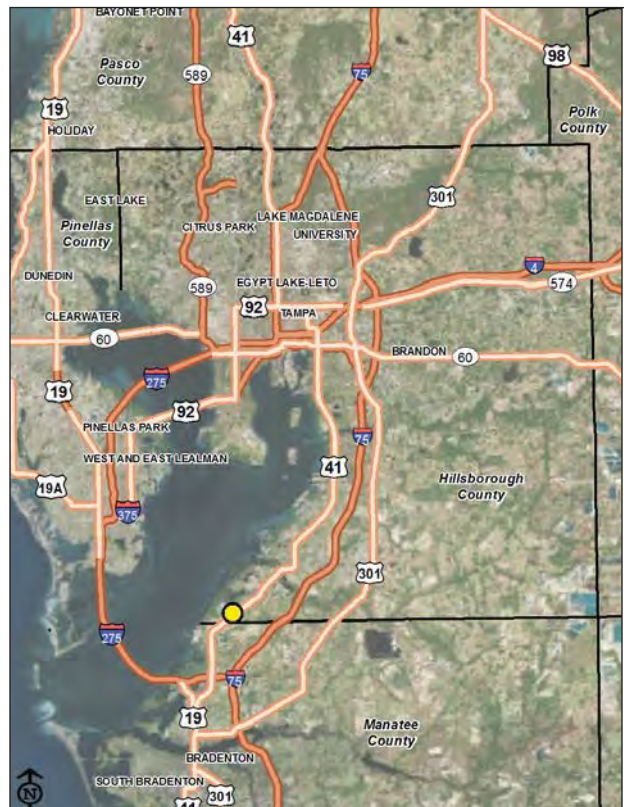 BAYONET POINT
41
98
Pasco
County
589
75
19
Polk
County
HOLIDAY
301
EAST LAKE
LAKE MAGDALENE
CITRUS PARK
UNIVERSITY
Pinellas
County
4
DUNEDIN
EGYPT LAKE-LETO
574
589
92
TAMPA
CLEARWATER
60
BRANDON
60
275
19
92
PINELLAS PARK
75
WEST AND EAST LEALMAN
41
Hillsborough
County
19A
375
301
275
75
19
Manatee
County
BRADENTON
SOUTH BRADENTON
N
301
41